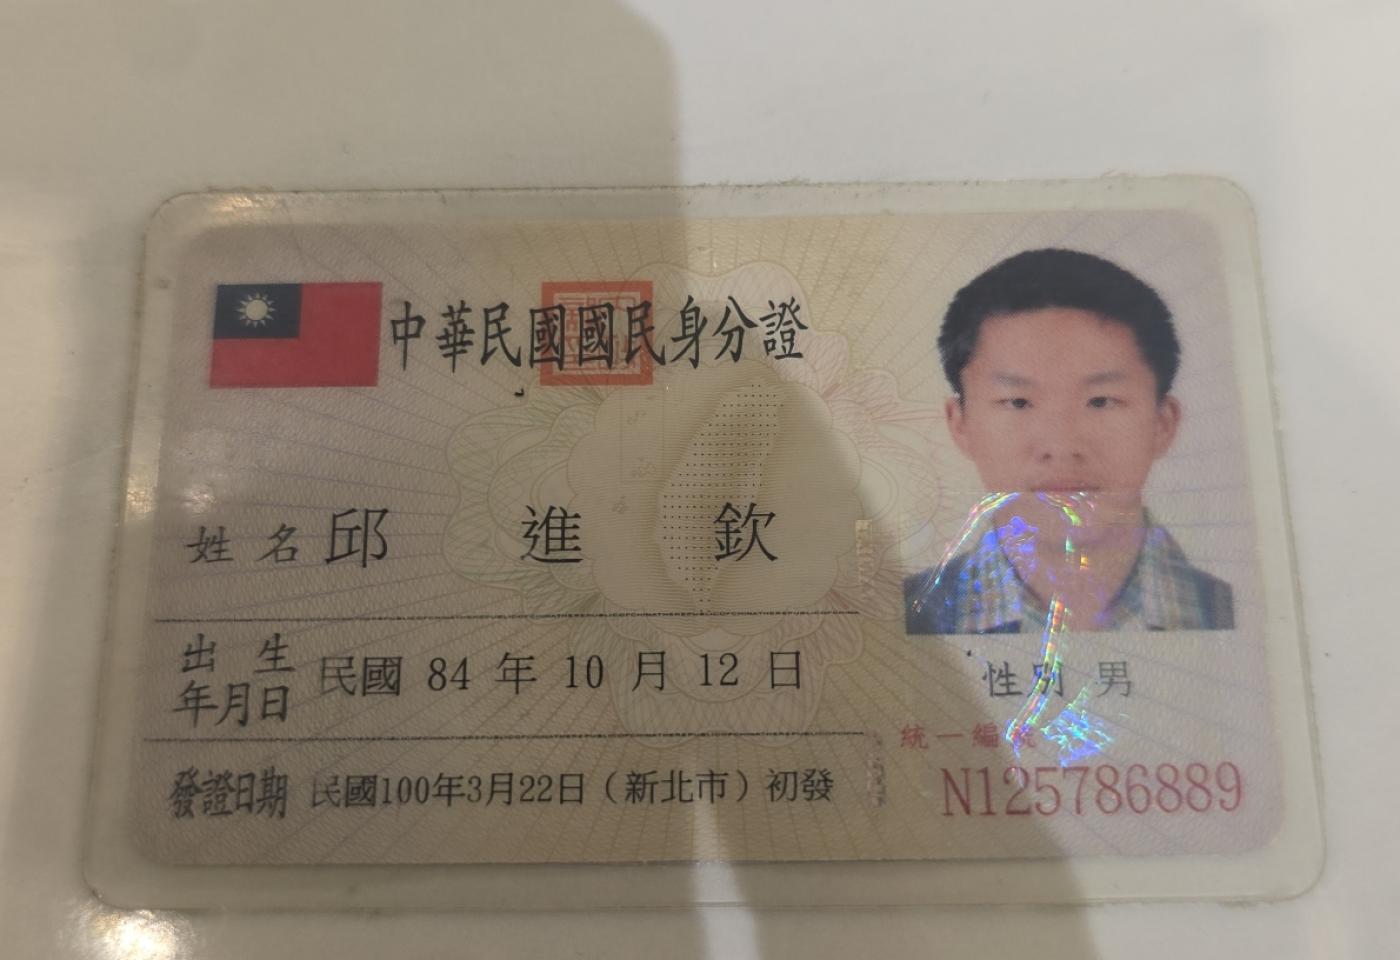 中華民國國民身分證
姓名 邱進欽
出生年月日 民國 84 年 10 月 12 日
性別 男
統一編號
N125786889
發證日期 民國100年3月22日（新北市）初發